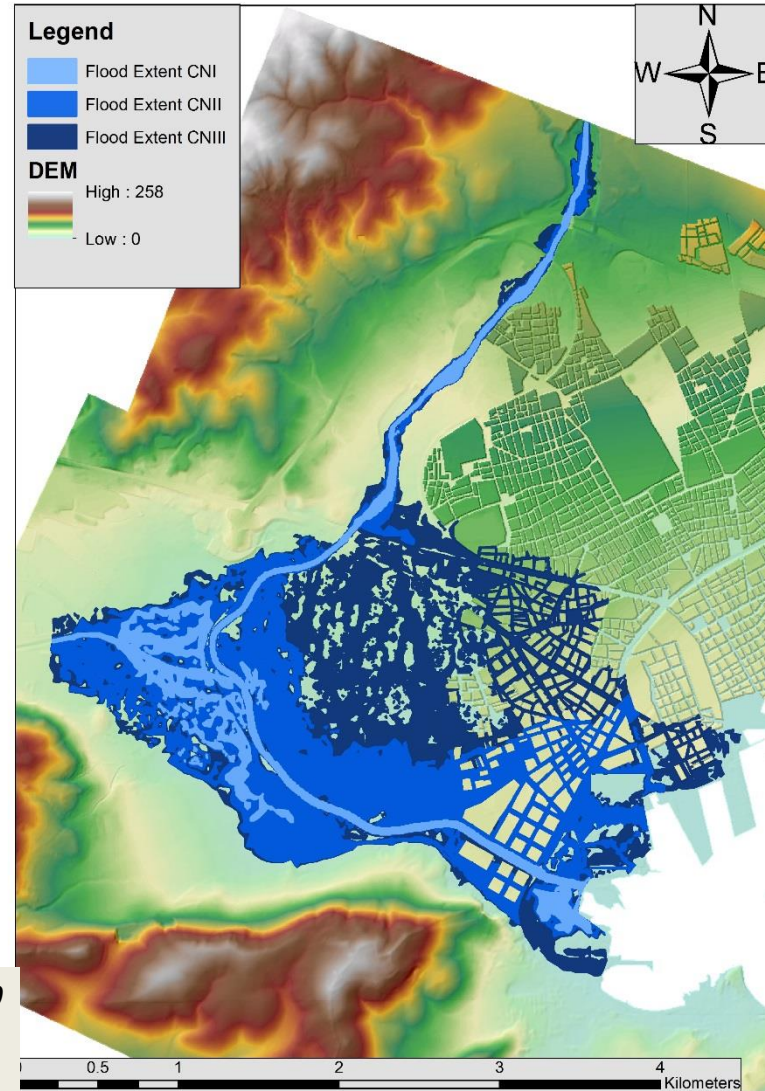 Legend
Flood Extent CNI
Flood Extent CNII
Flood Extent CNIII
DEM
High : 258
Low : 0
N
W
E
S
0.5
1
2
3
4
Kilometers